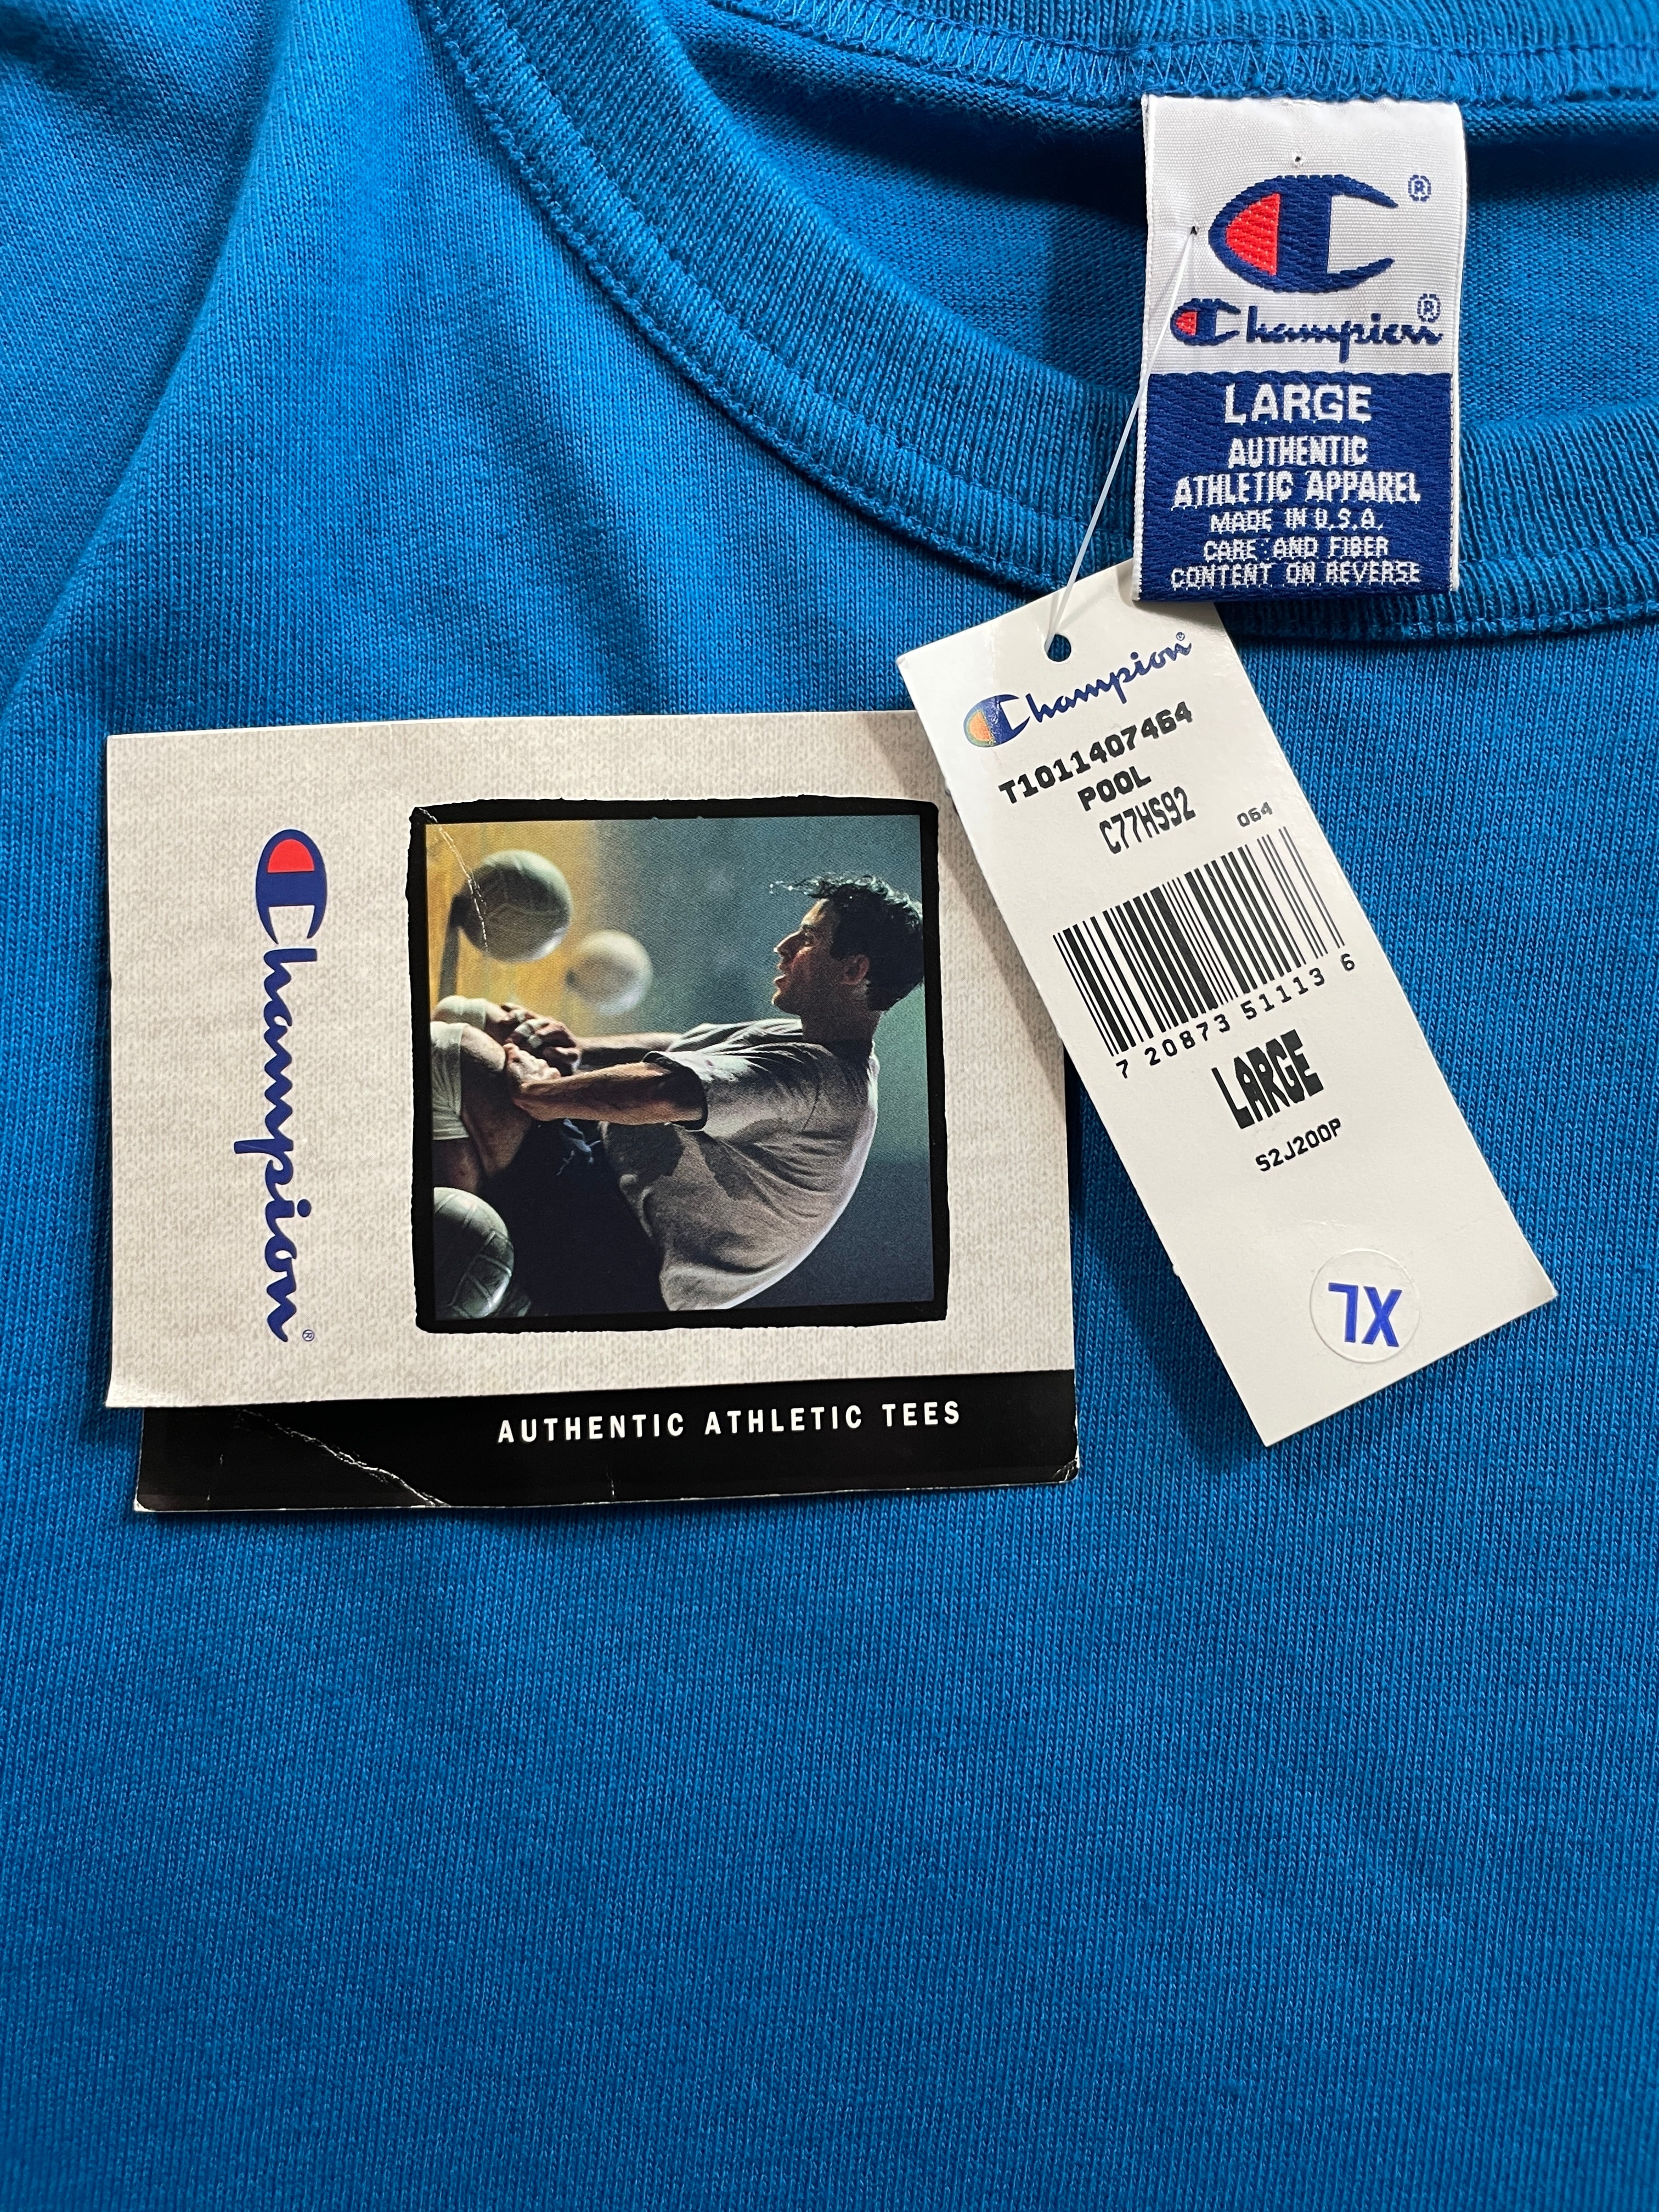 Champion®
LARGE
AUTHENTIC
ATHLETIC APPAREL
MADE IN U.S.A.
CARE AND FIBER
CONTENT ON REVERSE
Champion®
T1011407464
POOL
C77HS92
064
7 20873 51113 6
LARGE
S2J200P
XL
Champion®
AUTHENTIC ATHLETIC TEES